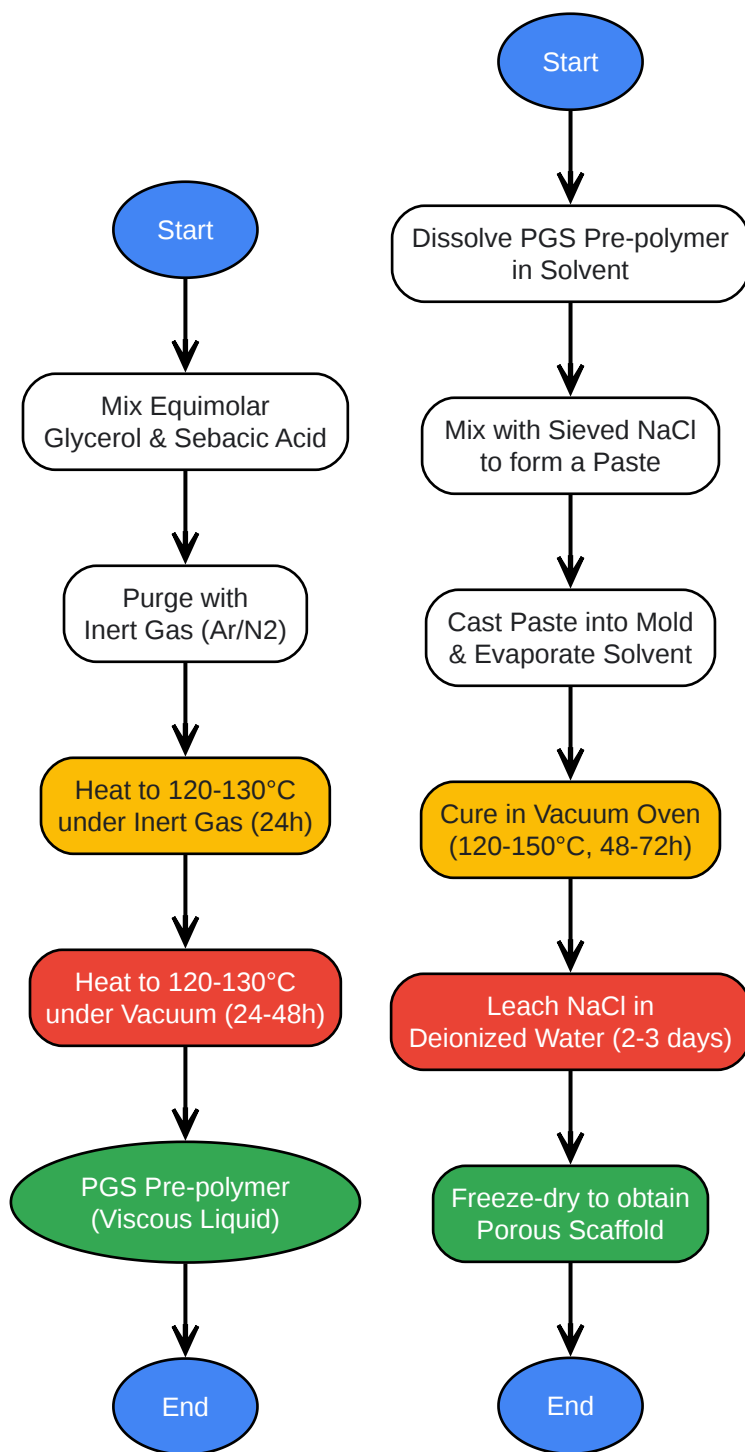 Start
Mix Equimolar
Glycerol & Sebacic Acid
Purge with
Inert Gas (Ar/N2)
Heat to 120-130°C
under Inert Gas (24h)
Heat to 120-130°C
under Vacuum (24-48h)
PGS Pre-polymer
(Viscous Liquid)
End
Start
Dissolve PGS Pre-polymer
in Solvent
Mix with Sieved NaCl
to form a Paste
Cast Paste into Mold
& Evaporate Solvent
Cure in Vacuum Oven
(120-150°C, 48-72h)
Leach NaCl in
Deionized Water (2-3 days)
Freeze-dry to obtain
Porous Scaffold
End